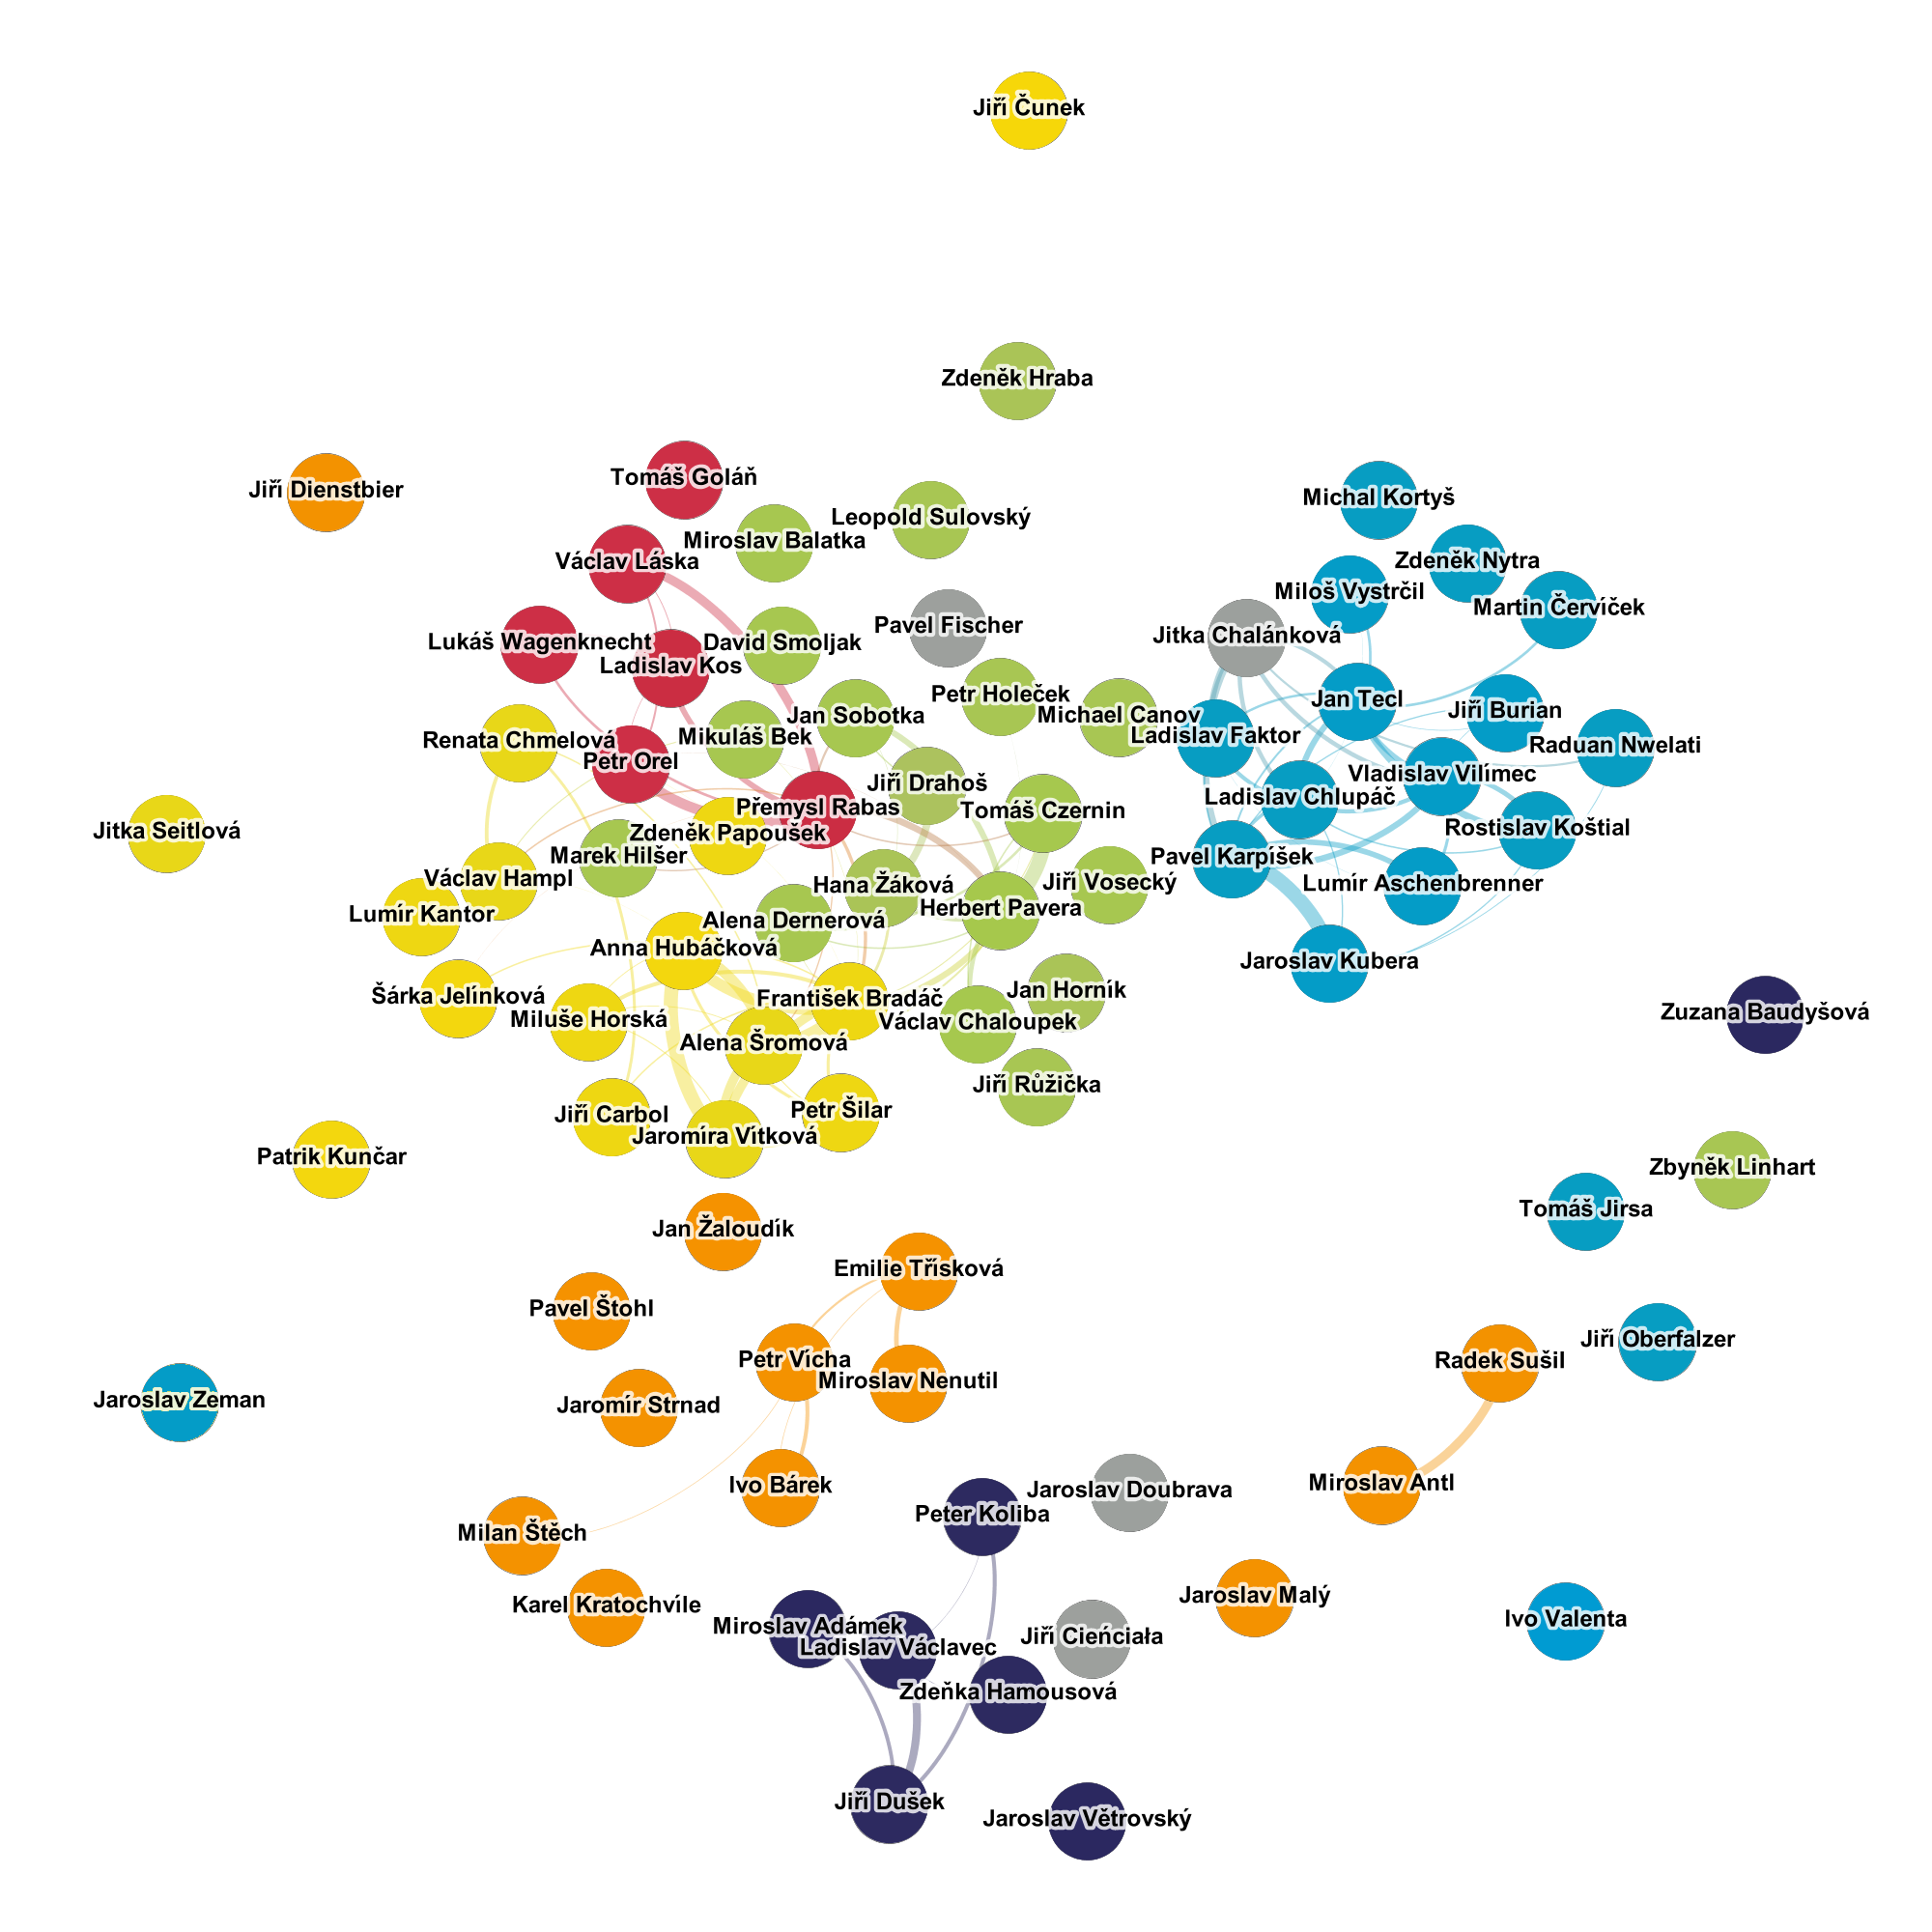 Jiří Čunek
Zdeněk Hraba
Tomáš Goláň
Jiří Dienstbier
Michal Kortyš
Leopold Sulovský
Miroslav Balatka
Václav Láska
Zdeněk Nytra
Miloš Vystrčil
Martin Červíček
Pavel Fischer
Jitka Chalánková
Lukáš Wagenknecht
David Smoljak
Ladislav Kos
Petr Holeček
Jan Tecl
Jiří Burian
Jan Sobotka
Michael Canov
Ladislav Faktor
Mikuláš Bek
Renata Chmelová
Raduan Nwelati
Petr Orel
Vladislav Vilímec
Jiří Drahoš
Ladislav Chlupáč
Přemysl Rabas
Tomáš Czernin
Rostislav Koštial
Jitka Seitlová
Zdeněk Papoušek
Marek Hilšer
Pavel Karpíšek
Václav Hampl
Jiří Vosecký
Lumír Aschenbrenner
Hana Žáková
Herbert Pavera
Lumír Kantor
Alena Dernerová
Anna Hubáčková
Jaroslav Kubera
Jan Horník
Šárka Jelínková
František Bradáč
Zuzana Baudyšová
Miluše Horská
Václav Chaloupek
Alena Šromová
Jiří Růžička
Petr Šilar
Jiří Carbol
Jaromíra Vítková
Patrik Kunčar
Zbyněk Linhart
Tomáš Jirsa
Jan Žaloudík
Emilie Třísková
Pavel Štohl
Jiří Oberfalzer
Petr Vícha
Radek Sušil
Miroslav Nenutil
Jaroslav Zeman
Jaromír Strnad
Miroslav Antl
Ivo Bárek
Jaroslav Doubrava
Peter Koliba
Milan Štěch
Jaroslav Malý
Karel Kratochvíle
Ivo Valenta
Miroslav Adámek
Jiří Cieńciała
Ladislav Václavec
Zdeňka Hamousová
Jiří Dušek
Jaroslav Větrovský